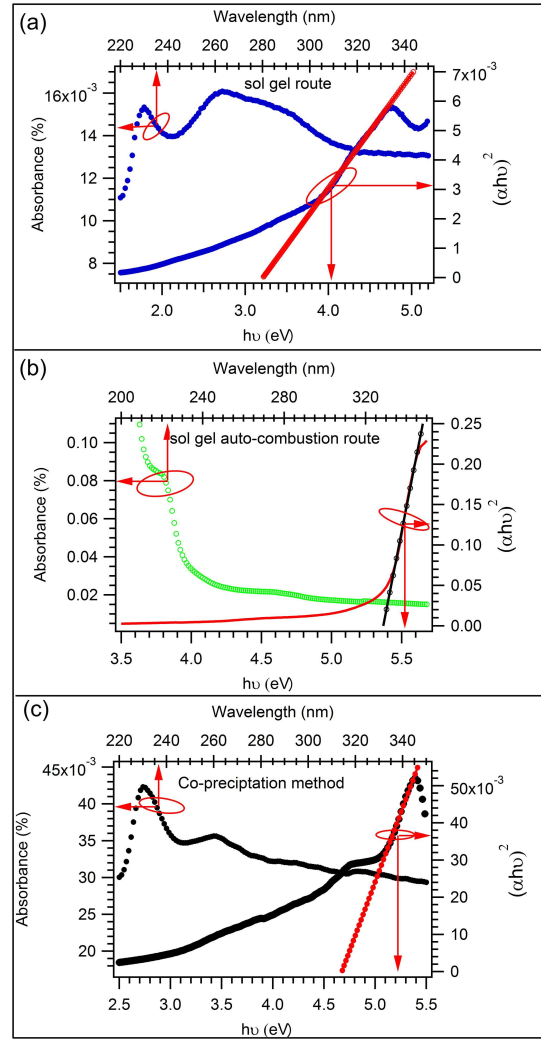 (a)
Wavelength (nm)
220 240 260 280 300 320 340
16x10-3
14
12
10
8
Absorbance (%)
sol gel route
7x10-3
6
5
4
3
2
1
0
(αhυ)2
2.0 3.0 4.0 5.0
hυ (eV)
(b)
Wavelength (nm)
200 240 280 320
0.10
0.08
0.06
0.04
0.02
Absorbance (%)
sol gel auto-combustion route
0.25
0.20
0.15
0.10
0.05
0.00
(αhυ)2
3.5 4.0 4.5 5.0 5.5
hυ (eV)
(c)
Wavelength (nm)
220 240 260 280 300 320 340
45x10-3
40
35
30
25
20
Absorbance (%)
Co-preciptation method
50x10-3
40
30
20
10
0
(αhυ)2
2.5 3.0 3.5 4.0 4.5 5.0 5.5
hυ (eV)